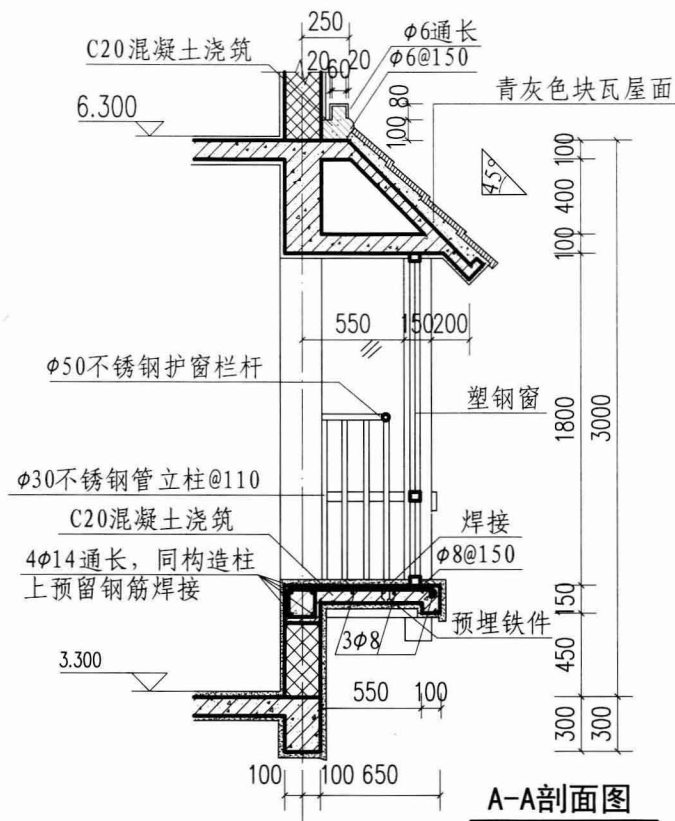 250
C20混凝土浇筑
20 60 20
φ6通长
φ6@150
青灰色块瓦屋面
6.300
80
100
45°
100
400
100
550 150 200
φ50不锈钢护窗栏杆
塑钢窗
1800
3000
φ30不锈钢管立柱@110
C20混凝土浇筑
焊接
φ8@150
4φ14通长，同构造柱
上预留钢筋焊接
预埋铁件
150
3φ8
450
3.300
550 100
300 300
100 100 650
A-A剖面图